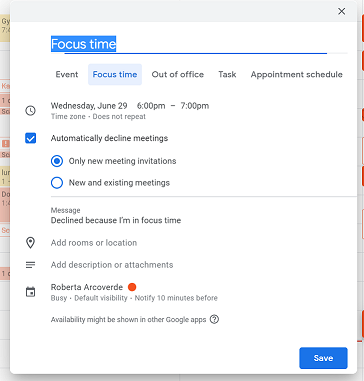 Focus time
Event Focus time Out of office Task Appointment schedule
Wednesday, June 29 6:00pm – 7:00pm
Time zone • Does not repeat
Automatically decline meetings
Only new meeting invitations
New and existing meetings
Message
Declined because I'm in focus time
Add rooms or location
Add description or attachments
Roberta Arcoverde
Busy • Default visibility • Notify 10 minutes before
Availability might be shown in other Google apps
Save